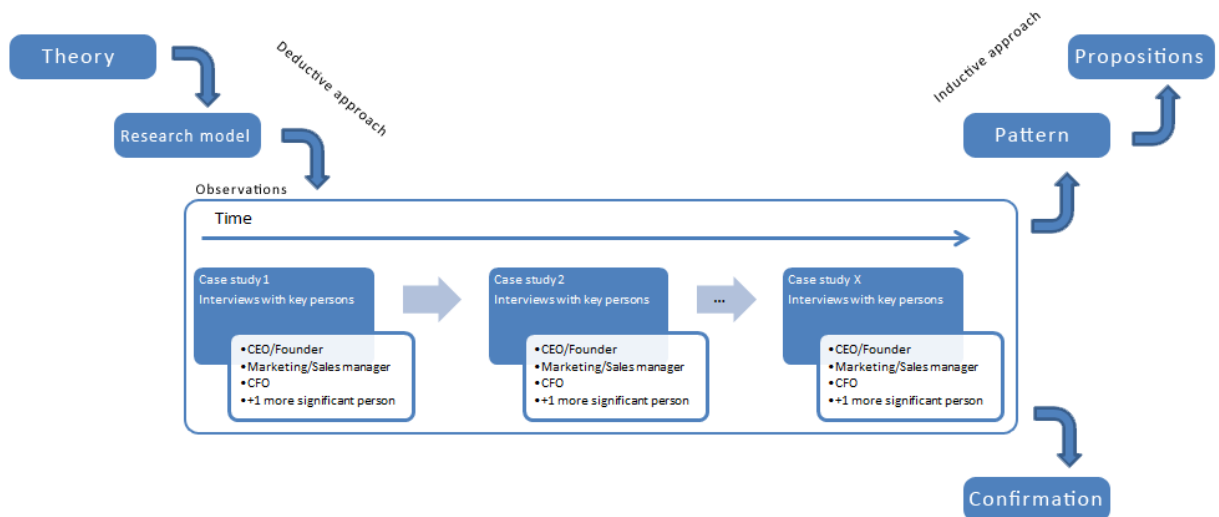 Theory
Research model
Deductive approach
Inductive approach
Propositions
Pattern
Observations
Time
Case study 1
Interviews with key persons
•CEO/Founder
•Marketing/Sales manager
•CFO
•+1 more significant person
Case study 2
Interviews with key persons
•CEO/Founder
•Marketing/Sales manager
•CFO
•+1 more significant person
...
Case study X
Interviews with key persons
•CEO/Founder
•Marketing/Sales manager
•CFO
•+1 more significant person
Confirmation